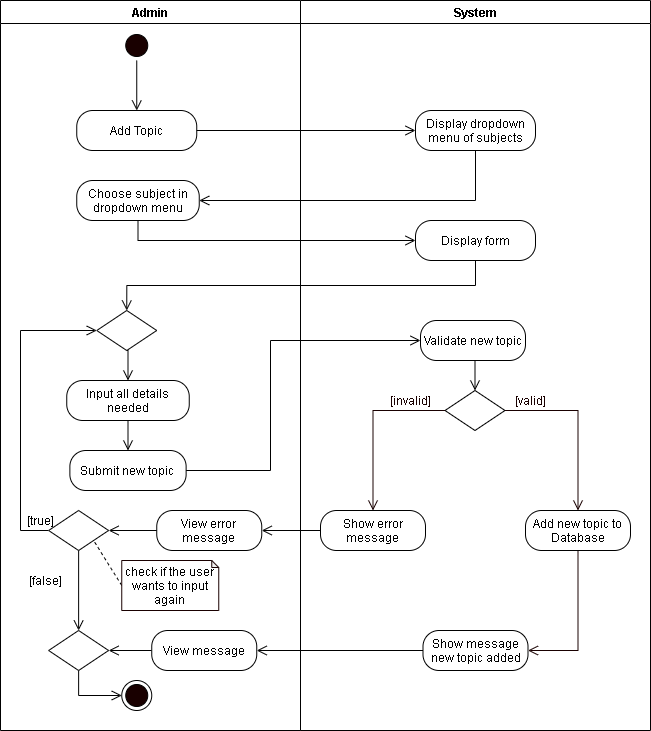 Admin
System
Add Topic
Display dropdown
menu of subjects
Choose subject in
dropdown menu
Display form
Validate new topic
Input all details
needed
[invalid]
[valid]
Submit new topic
[true]
View error
message
Show error
message
Add new topic to
Database
[false]
check if the user
wants to input
again
View message
Show message
new topic added